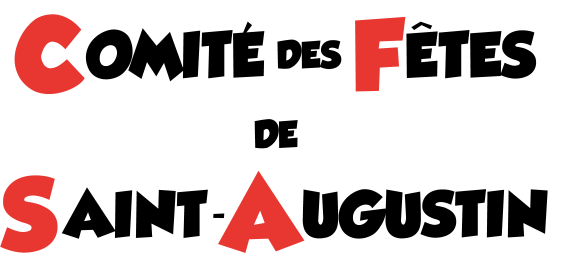 COMITÉ DES FÊTES
DE
SAINT-AUGUSTIN